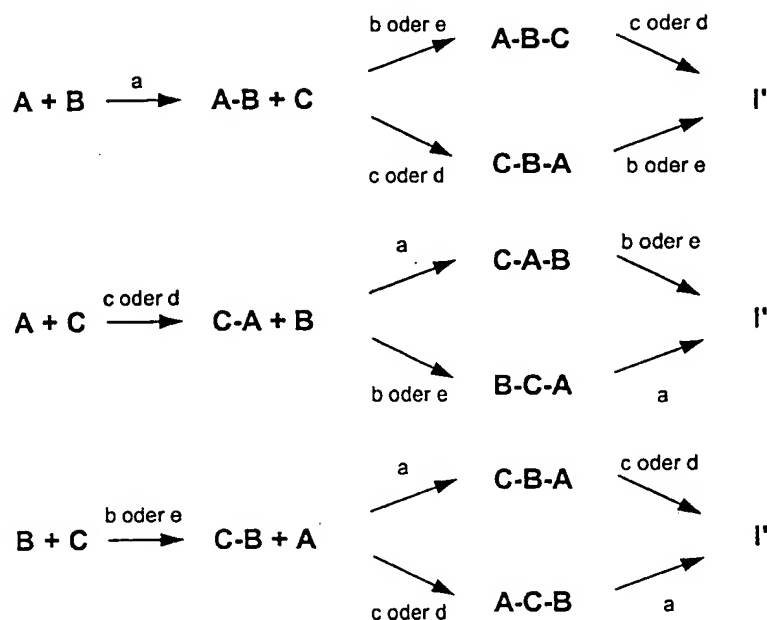 b oder e A-B-C c oder d
A + B a A-B + C I'
c oder d C-B-A b oder e
a C-A-B b oder e
A + C c oder d C-A + B I'
b oder e B-C-A a
a C-B-A c oder d
B + C b oder e C-B + A I'
c oder d A-C-B a